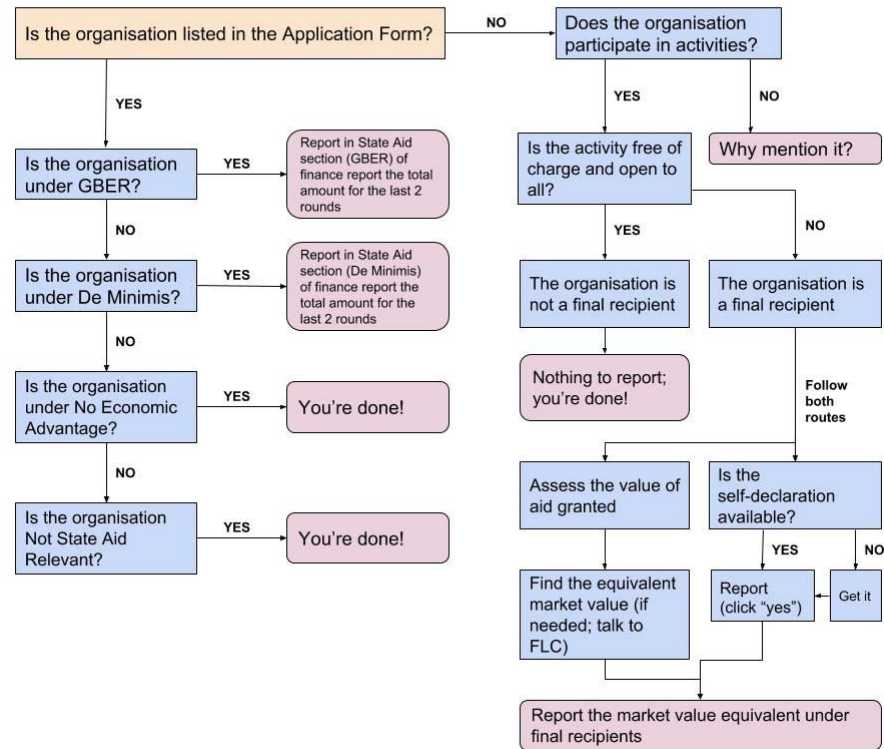 Is the organisation listed in the Application Form?
NO
Does the organisation
participate in activities?
YES
YES
NO
Is the organisation
under GBER?
YES
Report in State Aid
section (GBER) of
finance report the total
amount for the last 2
rounds
Is the activity free of
charge and open to
all?
Why mention it?
NO
YES
NO
Is the organisation
under De Minimis?
YES
Report in State Aid
section (De Minimis)
of finance report the
total amount for the
last 2 rounds
The organisation is
not a final recipient
The organisation is
a final recipient
NO
Is the organisation
under No Economic
Advantage?
YES
You're done!
Nothing to report;
you're done!
Follow
both
routes
NO
Is the organisation
Not State Aid
Relevant?
YES
You're done!
Assess the value of
aid granted
Is the
self-declaration
available?
YES
NO
Find the equivalent
market value (if
needed; talk to
FLC)
Report
(click “yes”)
Get it
Report the market value equivalent under
final recipients